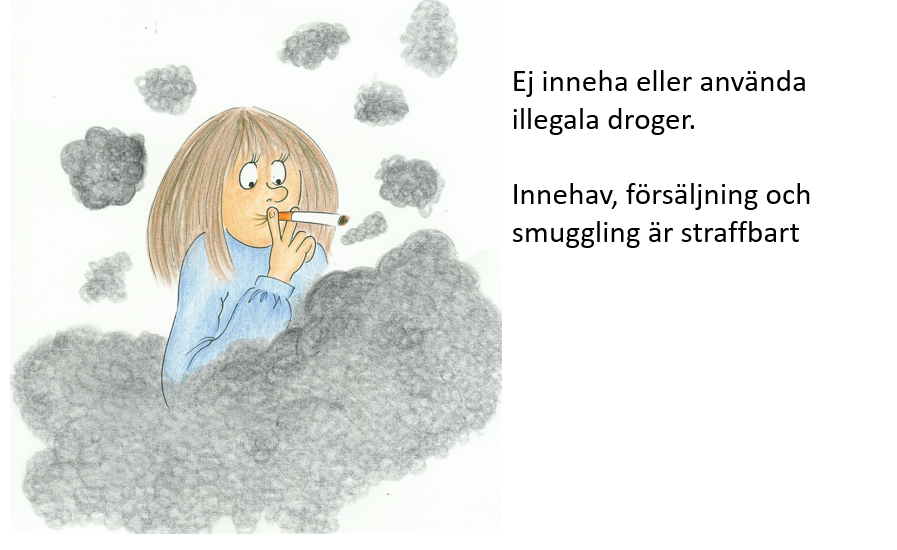 Ej inneha eller använda
illegala droger.
Innehav, försäljning och
smuggling är straffbart